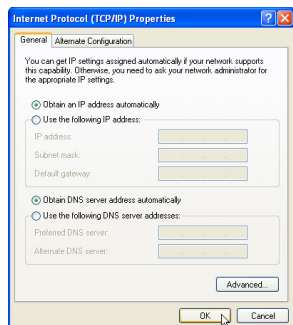 Internet Protocol (TCP/IP) Properties
General
Alternate Configuration
You can get IP settings assigned automatically if your network supports
this capability. Otherwise, you need to ask your network administrator for
the appropriate IP settings.
Obtain an IP address automatically
Use the following IP address:
IP address:
Subnet mask:
Default gateway:
Obtain DNS server address automatically
Use the following DNS server addresses:
Preferred DNS server:
Alternate DNS server:
Advanced...
OK
Cancel